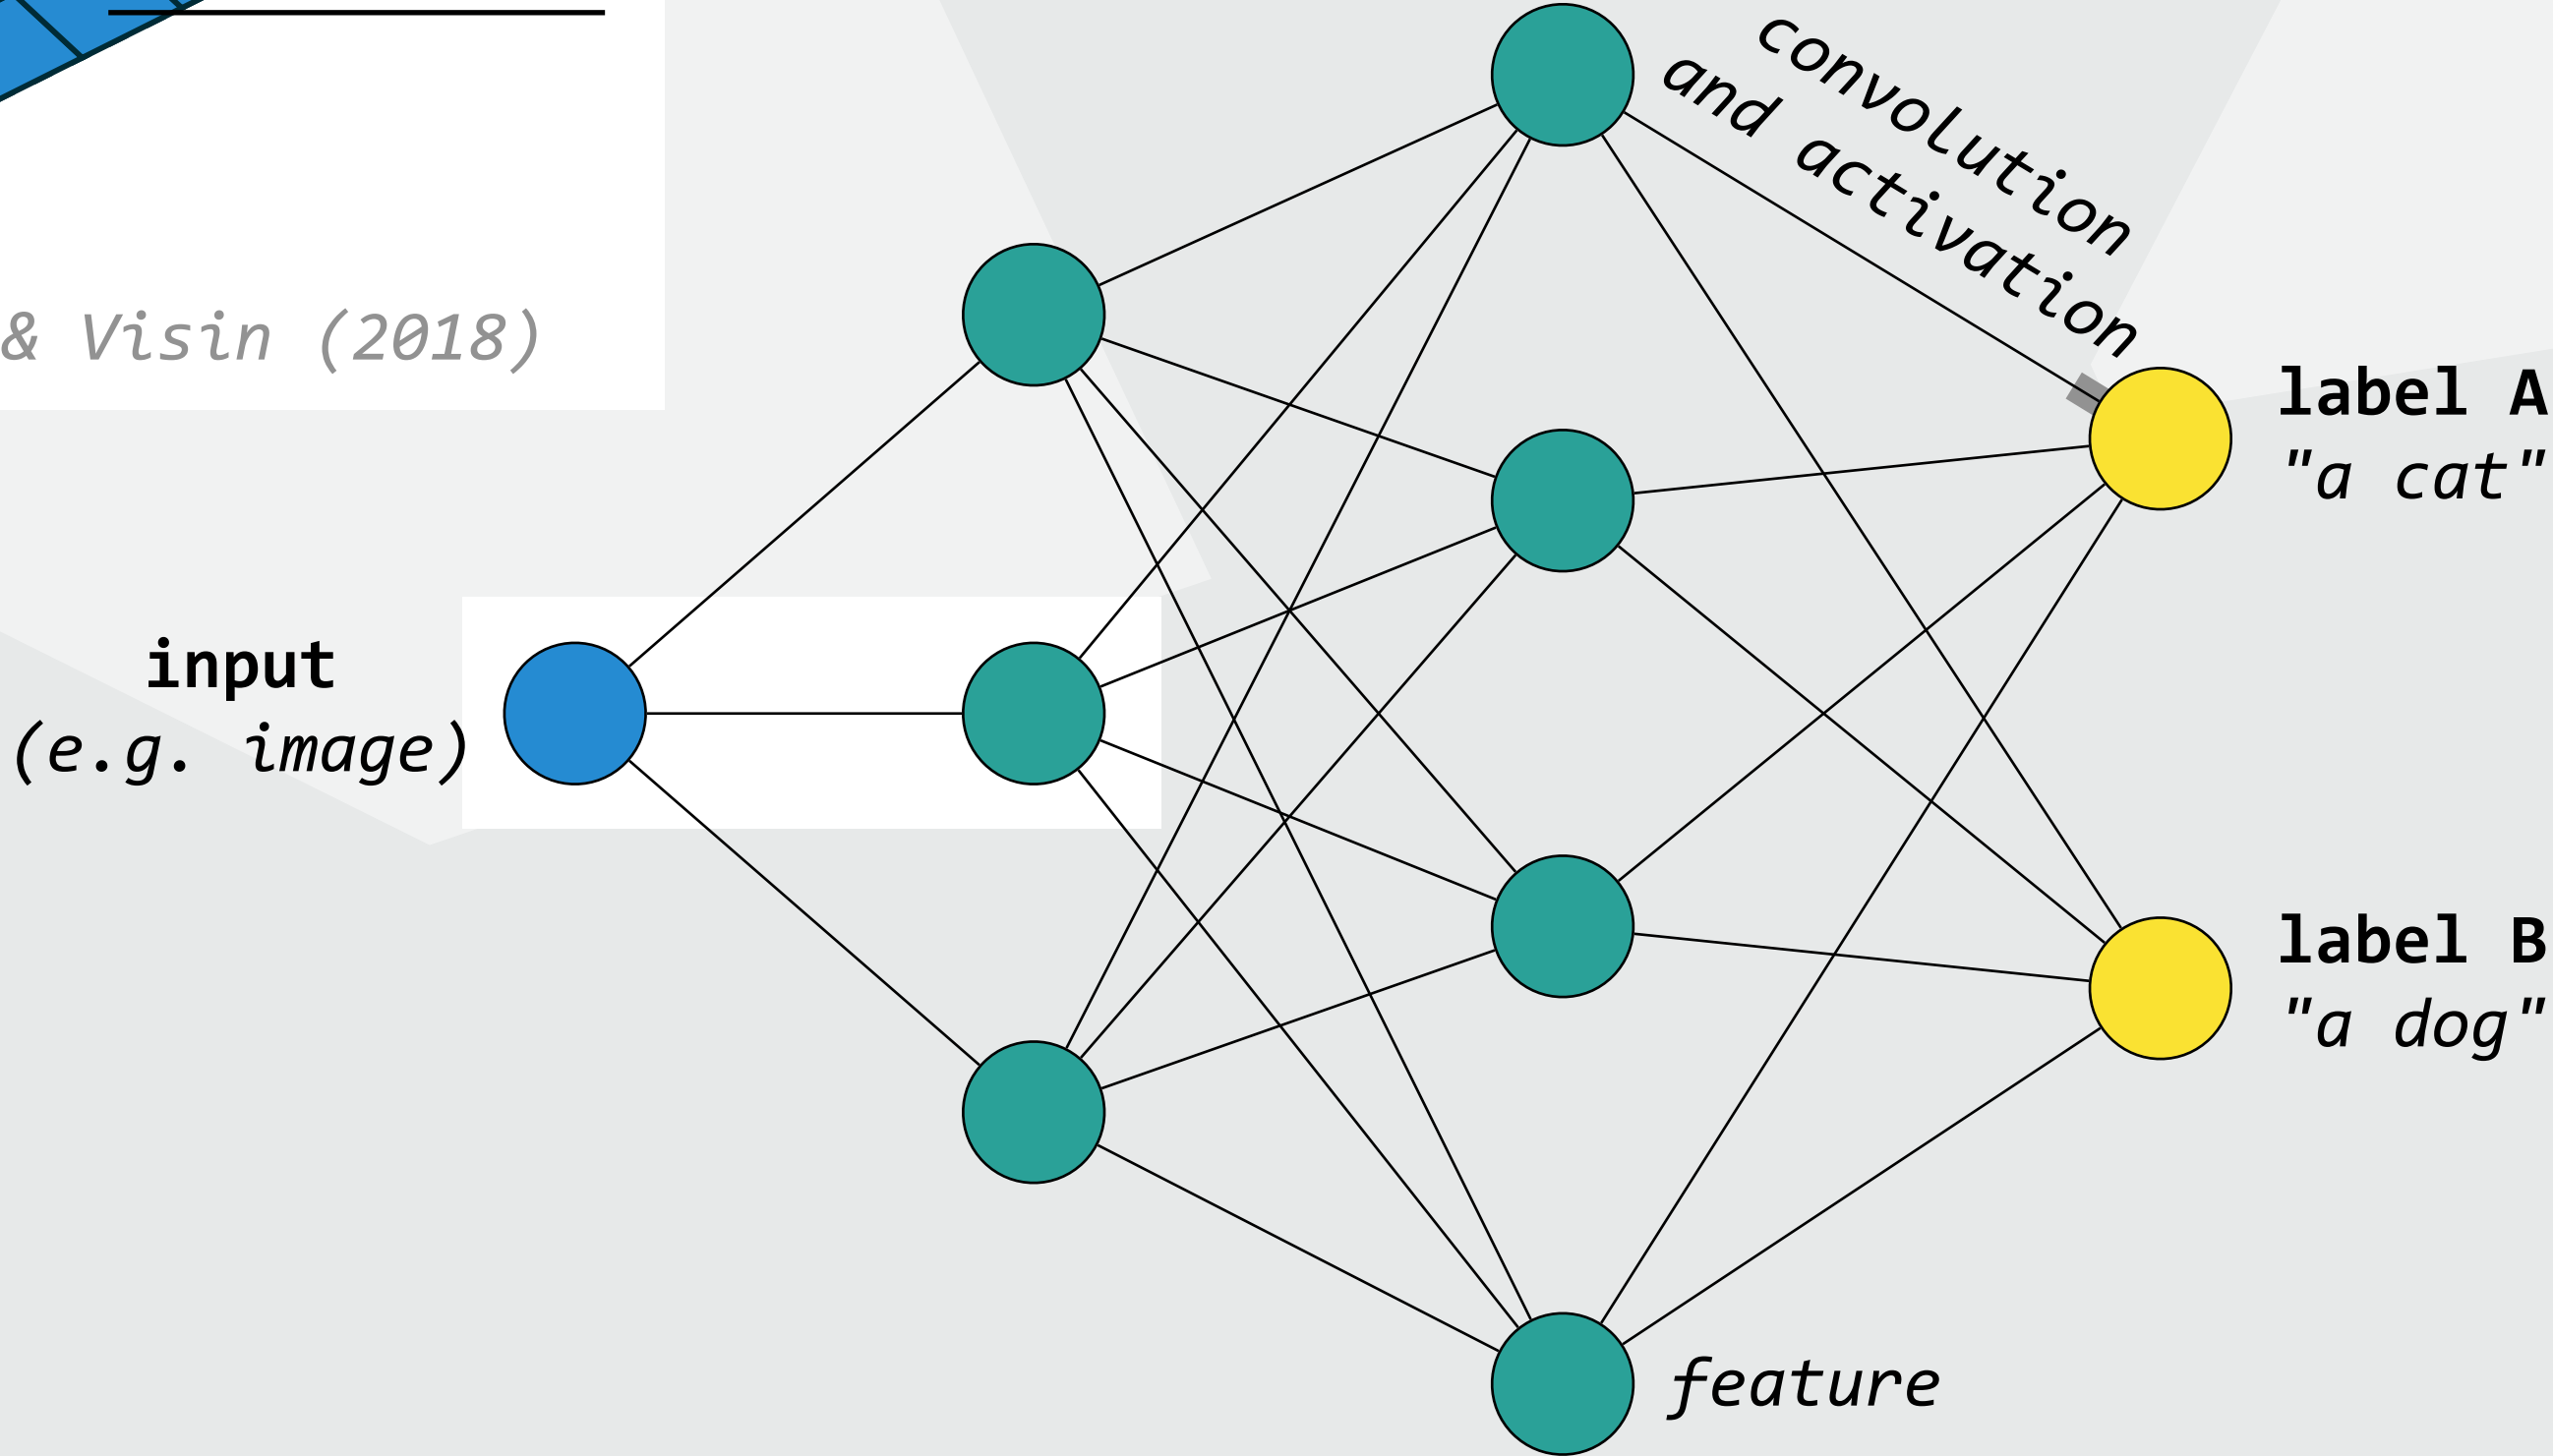 convolution
and activation
& Visin (2018)
label A
"a cat"
input
(e.g. image)
label B
"a dog"
feature